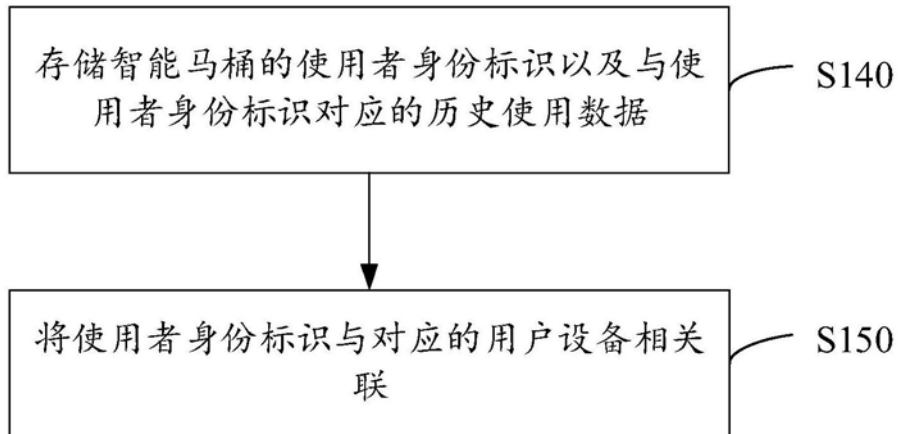 存储智能马桶的使用者身份标识以及与使
用者身份标识对应的历史使用数据
S140
将使用者身份标识与对应的用户设备相关
联
S150